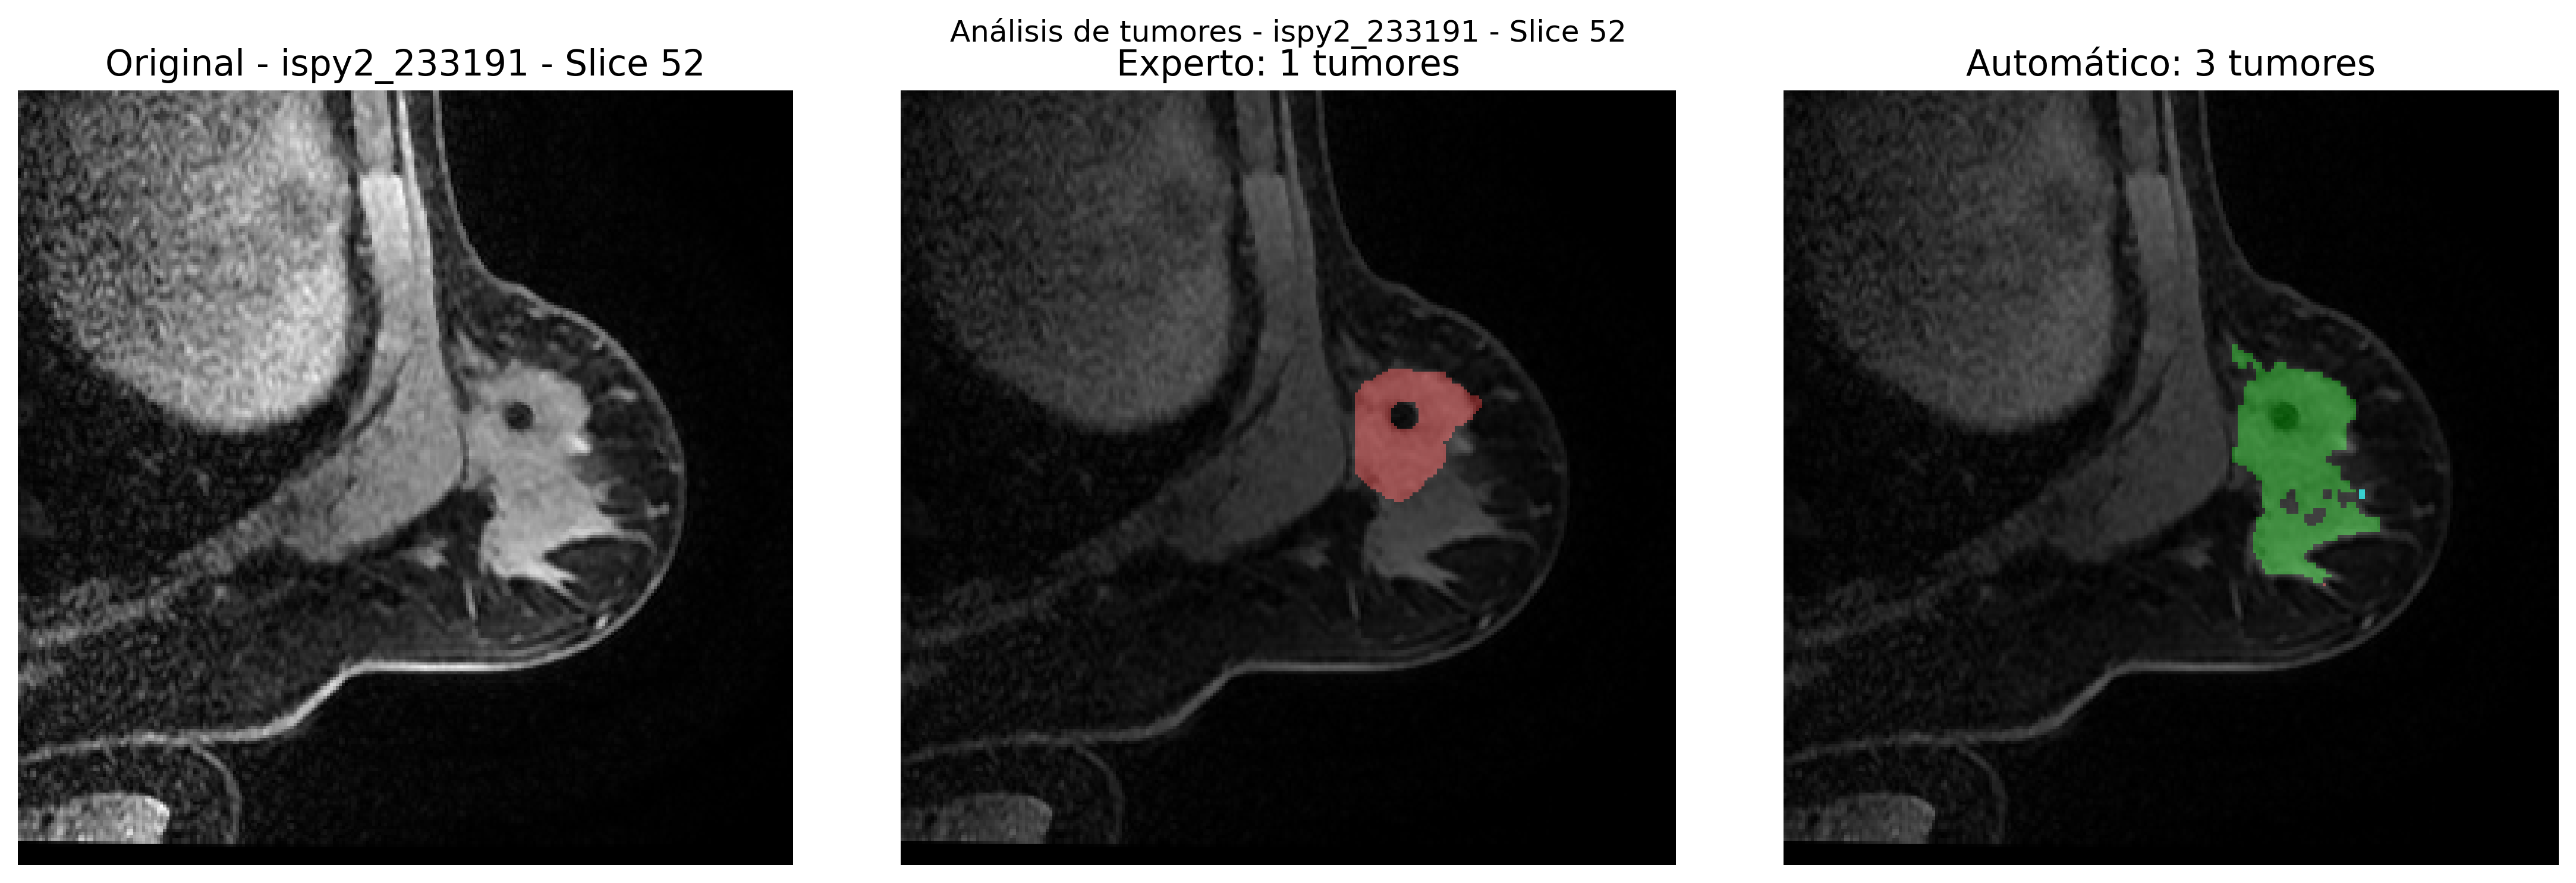 Análisis de tumores - ispy2_233191 - Slice 52
Original - ispy2_233191 - Slice 52
Experto: 1 tumores
Automático: 3 tumores